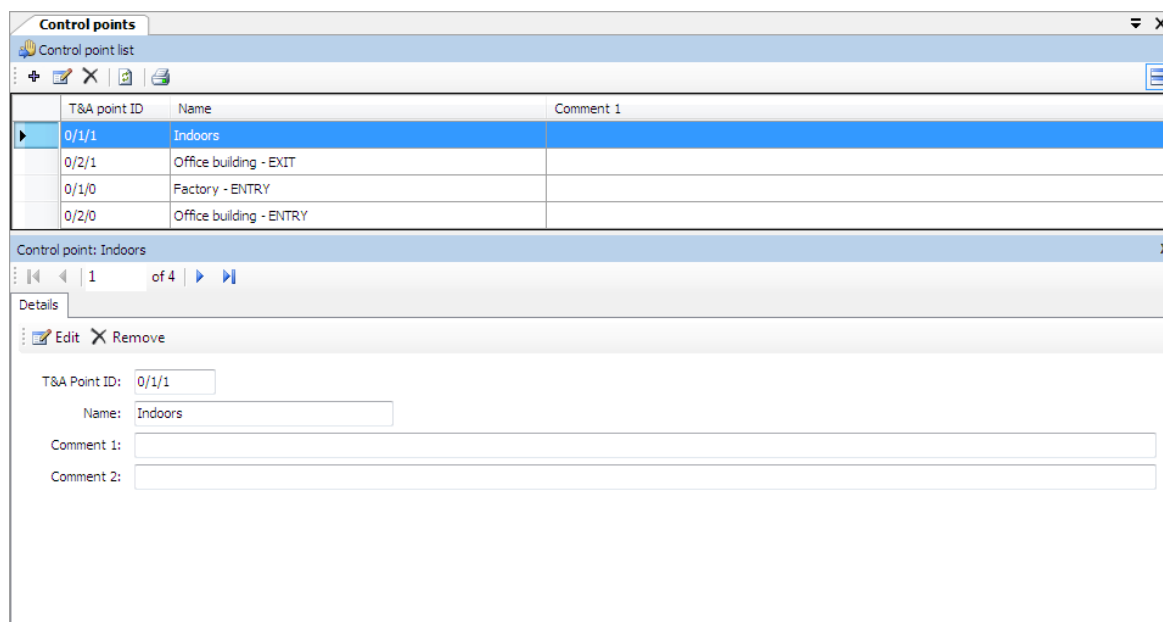 Control points
Control point list
T&A point ID Name Comment 1
0/1/1 Indoors
0/2/1 Office building - EXIT
0/1/0 Factory - ENTRY
0/2/0 Office building - ENTRY
Control point: Indoors
1 of 4
Details
Edit Remove
T&A Point ID: 0/1/1
Name: Indoors
Comment 1:
Comment 2: